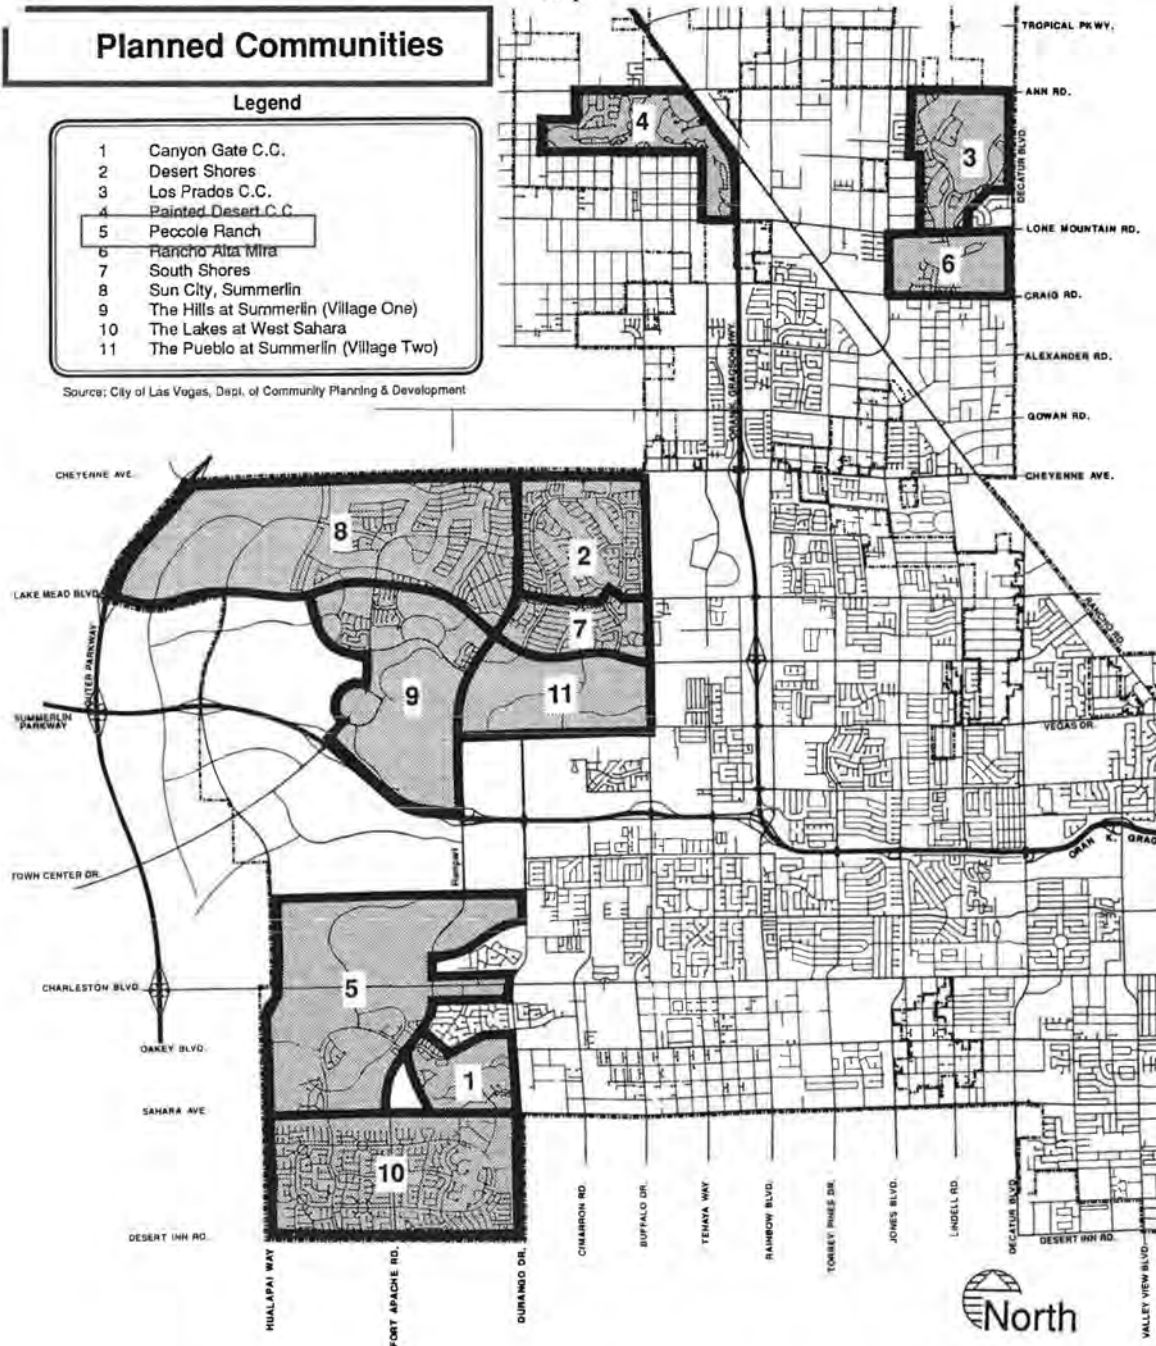 Planned Communities
Legend
1 Canyon Gate C.C.
2 Desert Shores
3 Los Prados C.C.
4 Painted Desert C.C.
5 Peccole Ranch
6 Rancho Alta Mira
7 South Shores
8 Sun City, Summerlin
9 The Hills at Summerlin (Village One)
10 The Lakes at West Sahara
11 The Pueblo at Summerlin (Village Two)
Source: City of Las Vegas, Dept. of Community Planning & Development
TROPICAL PKWY.
ANN RD.
4
3
DECATUR BLVD.
LONE MOUNTAIN RD.
6
CRAIG RD.
ALEXANDER RD.
ORAN K. GRAGSON HWY.
GOWAN RD.
CHEYENNE AVE.
CHEYENNE AVE.
8
2
LAKE MEAD BLVD.
RANCHO RD.
7
OUTER PARKWAY
9
11
SUMMERLIN
PARKWAY
VEGAS DR.
ORAN K. GRAG
TOWN CENTER DR.
Rampart
5
CHARLESTON BLVD.
OAKEY BLVD.
1
SAHARA AVE.
10
DESERT INN RD.
DESERT INN RD.
HUALAPAI WAY
FORT APACHE RD.
DURANGO DR.
CIMARRON RD.
BUFFALO DR.
TENAYA WAY
RAINBOW BLVD.
TORREY PINES DR.
JONES BLVD.
LINDELL RD.
DECATUR BLVD.
VALLEY VIEW BLVD.
North